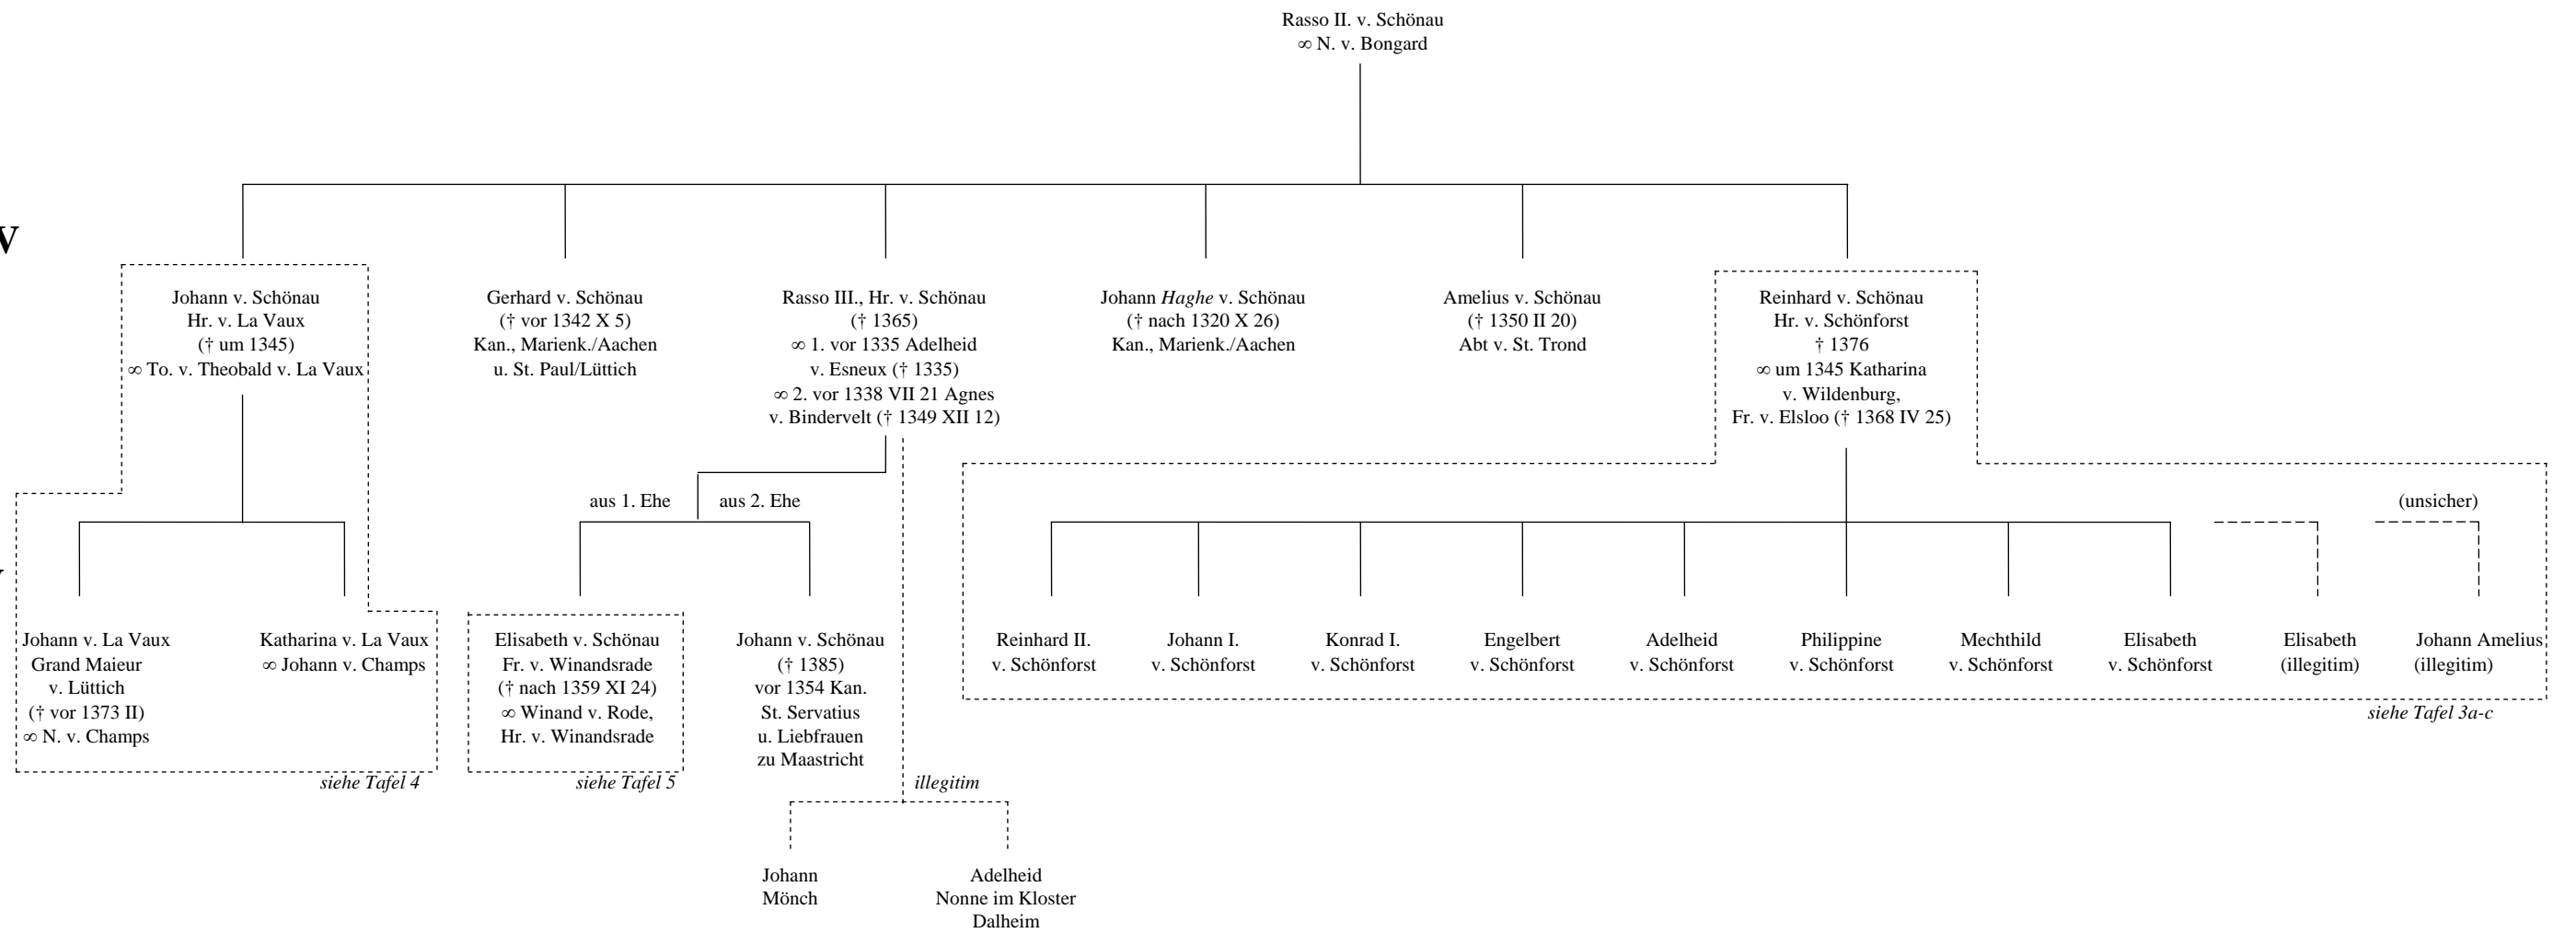 Rasso II. v. Schönau
∞ N. v. Bongard
V
Johann v. Schönau
Hr. v. La Vaux
(† um 1345)
∞ To. v. Theobald v. La Vaux
Gerhard v. Schönau
(† vor 1342 X 5)
Kan., Marienk./Aachen
u. St. Paul/Lüttich
Rasso III., Hr. v. Schönau
(† 1365)
∞ 1. vor 1335 Adelheid
v. Esneux († 1335)
∞ 2. vor 1338 VII 21 Agnes
v. Bindervelt († 1349 XII 12)
Johann Haghe v. Schönau
(† nach 1320 X 26)
Kan., Marienk./Aachen
Amelius v. Schönau
(† 1350 II 20)
Abt v. St. Trond
Reinhard v. Schönau
Hr. v. Schönforst
† 1376
∞ um 1345 Katharina
v. Wildenburg,
Fr. v. Elsloo († 1368 IV 25)
aus 1. Ehe
aus 2. Ehe
(unsicher)
Johann v. La Vaux
Grand Maieur
v. Lüttich
(† vor 1373 II)
∞ N. v. Champs
Katharina v. La Vaux
∞ Johann v. Champs
siehe Tafel 4
Elisabeth v. Schönau
Fr. v. Winandsrade
(† nach 1359 XI 24)
∞ Winand v. Rode,
Hr. v. Winandsrade
siehe Tafel 5
Johann v. Schönau
(† 1385)
vor 1354 Kan.
St. Servatius
u. Liebfrauen
zu Maastricht
illegitim
Johann
Mönch
Adelheid
Nonne im Kloster
Dalheim
Reinhard II.
v. Schönforst
Johann I.
v. Schönforst
Konrad I.
v. Schönforst
Engelbert
v. Schönforst
Adelheid
v. Schönforst
Philippine
v. Schönforst
Mechthild
v. Schönforst
Elisabeth
v. Schönforst
Elisabeth
(illegitim)
Johann Amelius
(illegitim)
siehe Tafel 3a-c